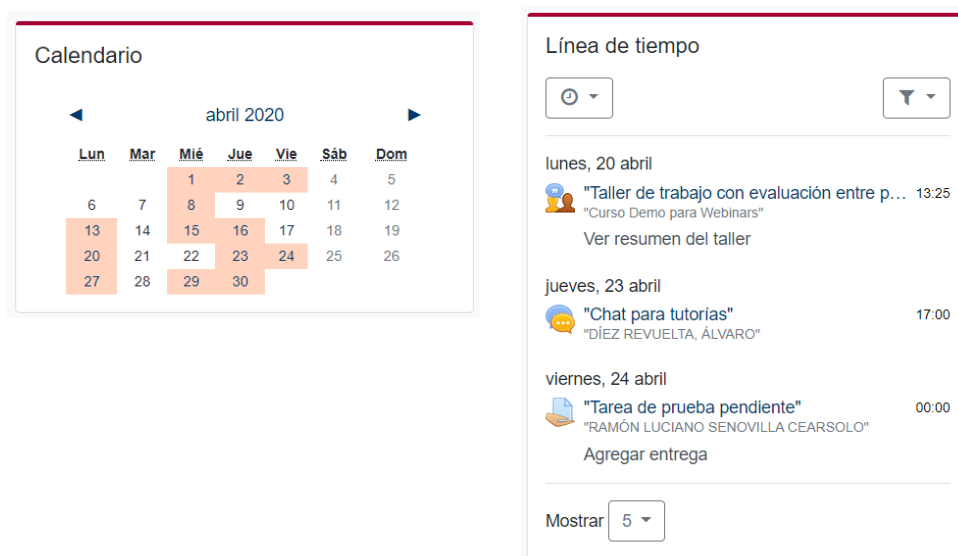 Calendario
◄ abril 2020 ►
Lun Mar Mié Jue Vie Sáb Dom
1 2 3 4 5
6 7 8 9 10 11 12
13 14 15 16 17 18 19
20 21 22 23 24 25 26
27 28 29 30
Línea de tiempo
lunes, 20 abril
"Taller de trabajo con evaluación entre p... 13:25
"Curso Demo para Webinars"
Ver resumen del taller
jueves, 23 abril
"Chat para tutorías" 17:00
"DÍEZ REVUELTA, ÁLVARO"
viernes, 24 abril
"Tarea de prueba pendiente" 00:00
"RAMÓN LUCIANO SENOVILLA CEARSOLO"
Agregar entrega
Mostrar 5